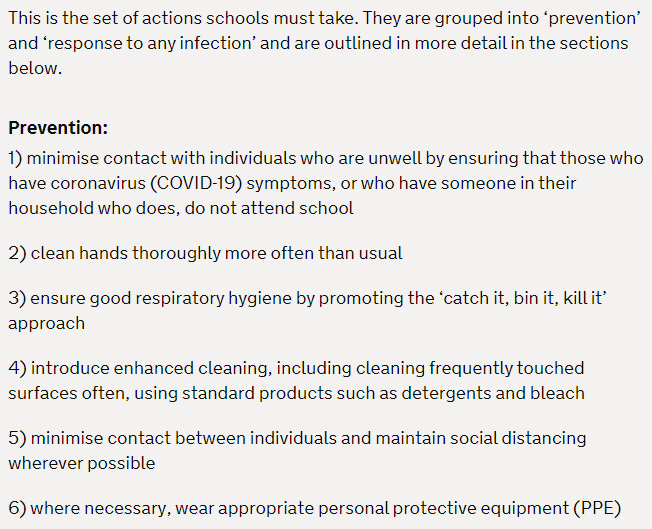 This is the set of actions schools must take. They are grouped into ‘prevention’
and ‘response to any infection’ and are outlined in more detail in the sections
below.
Prevention:
1) minimise contact with individuals who are unwell by ensuring that those who
have coronavirus (COVID-19) symptoms, or who have someone in their
household who does, do not attend school
2) clean hands thoroughly more often than usual
3) ensure good respiratory hygiene by promoting the ‘catch it, bin it, kill it’
approach
4) introduce enhanced cleaning, including cleaning frequently touched
surfaces often, using standard products such as detergents and bleach
5) minimise contact between individuals and maintain social distancing
wherever possible
6) where necessary, wear appropriate personal protective equipment (PPE)